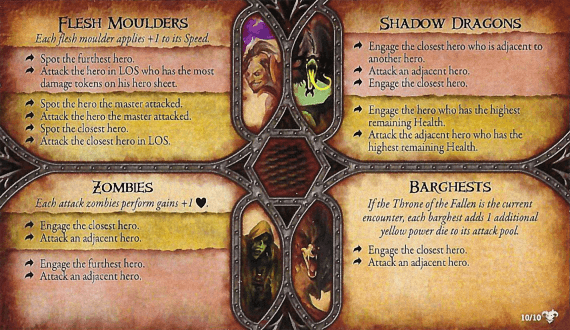 FLESH MOULDERS
Each flesh moulder applies +1 to its Speed.
Spot the furthest hero.
Attack the hero in LOS who has the most
damage tokens on his hero sheet.
Spot the hero the master attacked.
Attack the hero the master attacked.
Spot the closest hero.
Attack the closest hero in LOS.
SHADOW DRAGONS
Engage the closest hero who is adjacent to
another hero.
Attack an adjacent hero.
Engage the closest hero.
Engage the hero who has the highest
remaining Health.
Attack the adjacent hero who has the
highest remaining Health.
ZOMBIES
Each attack zombies perform gains +1 ♥.
Engage the closest hero.
Attack an adjacent hero.
Engage the furthest hero.
Attack an adjacent hero.
BARGHESTS
If the Throne of the Fallen is the current
encounter, each barghest adds 1 additional
yellow power die to its attack pool.
Engage the closest hero.
Attack an adjacent hero.
10/10